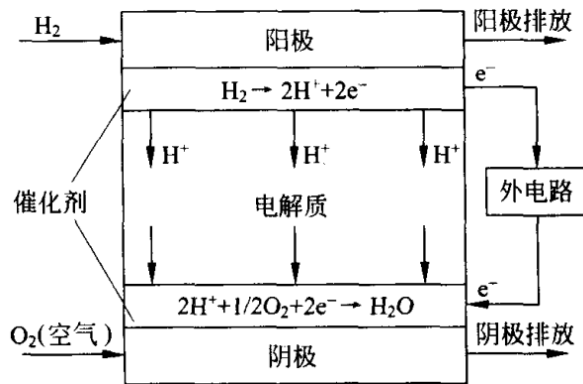 H₂
阳极
阳极排放
H₂→2H⁺+2e⁻
e⁻
H⁺ H⁺ H⁺
催化剂
电解质
外电路
2H⁺+1/2O₂+2e⁻→H₂O
e⁻
O₂(空气)
阴极
阴极排放